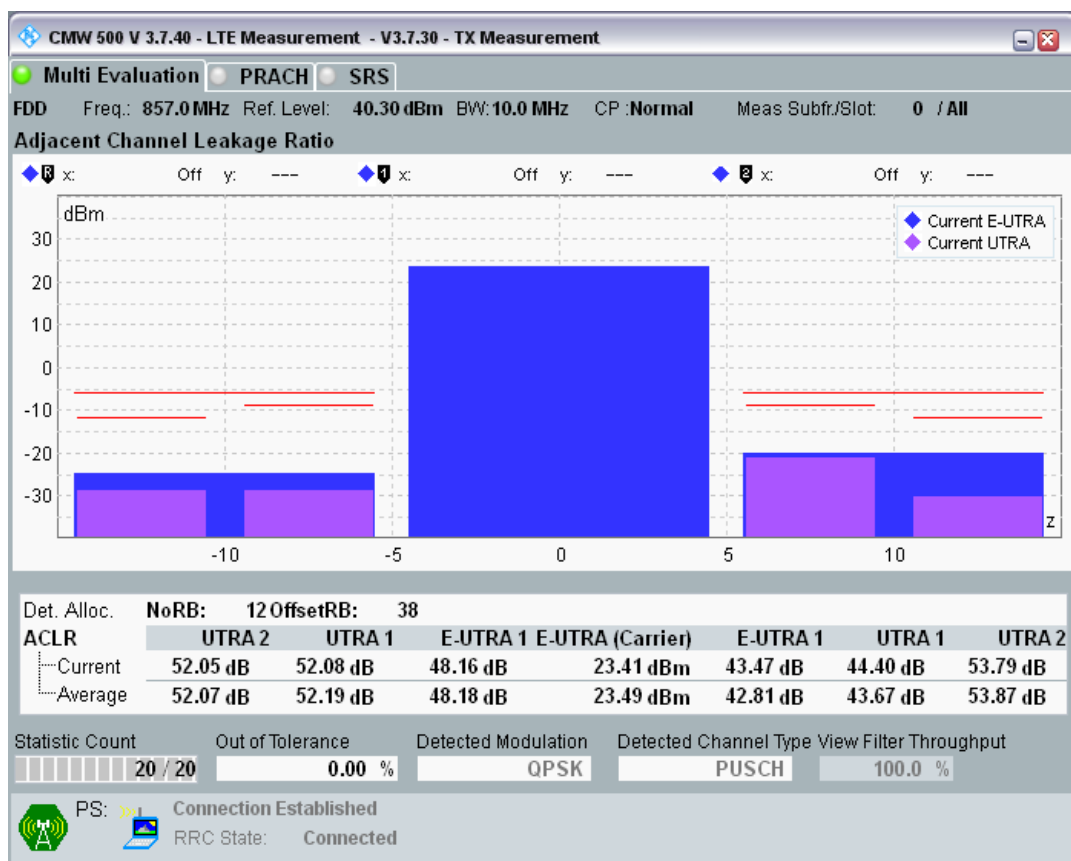 CMW 500 V 3.7.40 - LTE Measurement - V3.7.30 - TX Measurement
Multi Evaluation PRACH SRS
FDD Freq.: 857.0 MHz Ref. Level: 40.30 dBm BW: 10.0 MHz CP :Normal Meas Subfr./Slot: 0 / All
Adjacent Channel Leakage Ratio
R x: Off y: --- 1 x: Off y: --- 2 x: Off y: ---
dBm
Current E-UTRA
Current UTRA
30
20
10
0
-10
-20
-30
z
-10 -5 0 5 10
Det. Alloc. NoRB: 12 OffsetRB: 38
ACLR UTRA 2 UTRA 1 E-UTRA 1 E-UTRA (Carrier) E-UTRA 1 UTRA 1 UTRA 2
Current 52.05 dB 52.08 dB 48.16 dB 23.41 dBm 43.47 dB 44.40 dB 53.79 dB
Average 52.07 dB 52.19 dB 48.18 dB 23.49 dBm 42.81 dB 43.67 dB 53.87 dB
Statistic Count Out of Tolerance Detected Modulation Detected Channel Type View Filter Throughput
20 / 20 0.00 % QPSK PUSCH 100.0 %
PS: Connection Established
RRC State: Connected